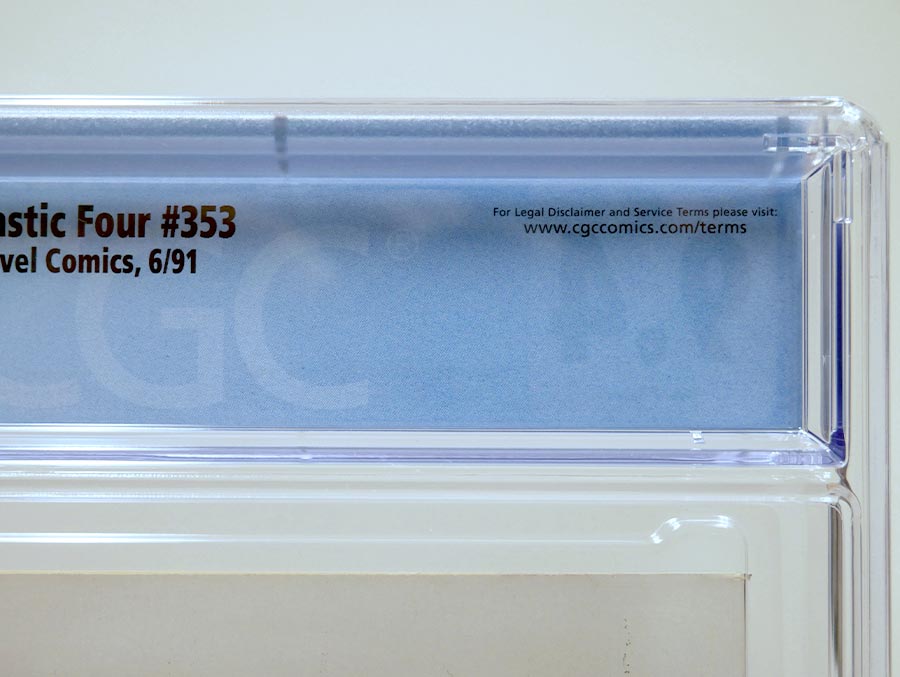 astic Four #353
vel Comics, 6/91
For Legal Disclaimer and Service Terms please visit:
www.cgccomics.com/terms
CGC®